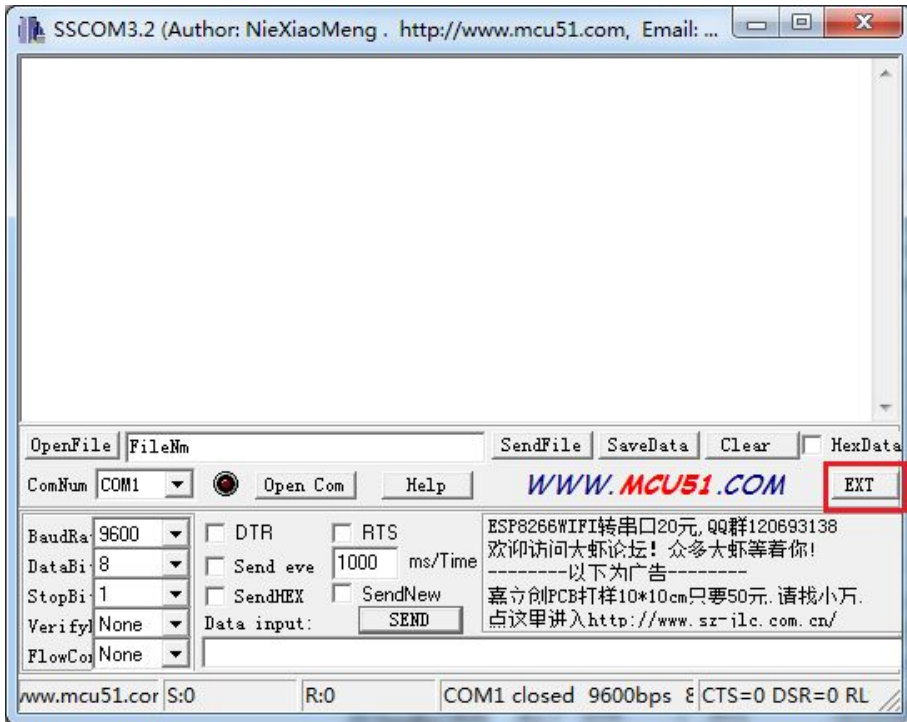 SSCOM3.2 (Author: NieXiaoMeng . http://www.mcu51.com, Email: ...
OpenFile FileNm SendFile SaveData Clear HexData
ComNum COM1 Open Com Help WWW.MCU51.COM EXT
BaudRa 9600 DTR RTS
DataBi 8 Send eve 1000 ms/Time
StopBi 1 SendHEX SendNew
Verifyl None Data input: SEND
FlowCo None
ESP8266WIFI转串口20元,QQ群120693138
欢迎访问大虾论坛! 众多大虾等着你!
--------以下为广告--------
嘉立创PCB打样10*10cm只要50元.请找小万.
点这里进入http://www.sz-jlc.com.cn/
www.mcu51.cor S:0 R:0 COM1 closed 9600bps 8 CTS=0 DSR=0 RL